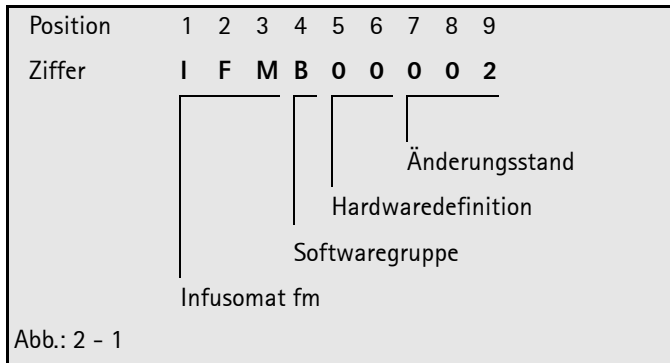 Position 1 2 3 4 5 6 7 8 9
Ziffer I F M B 0 0 0 0 2
Änderungsstand
Hardwaredefinition
Softwaregruppe
Infusomat fm
Abb.: 2 - 1